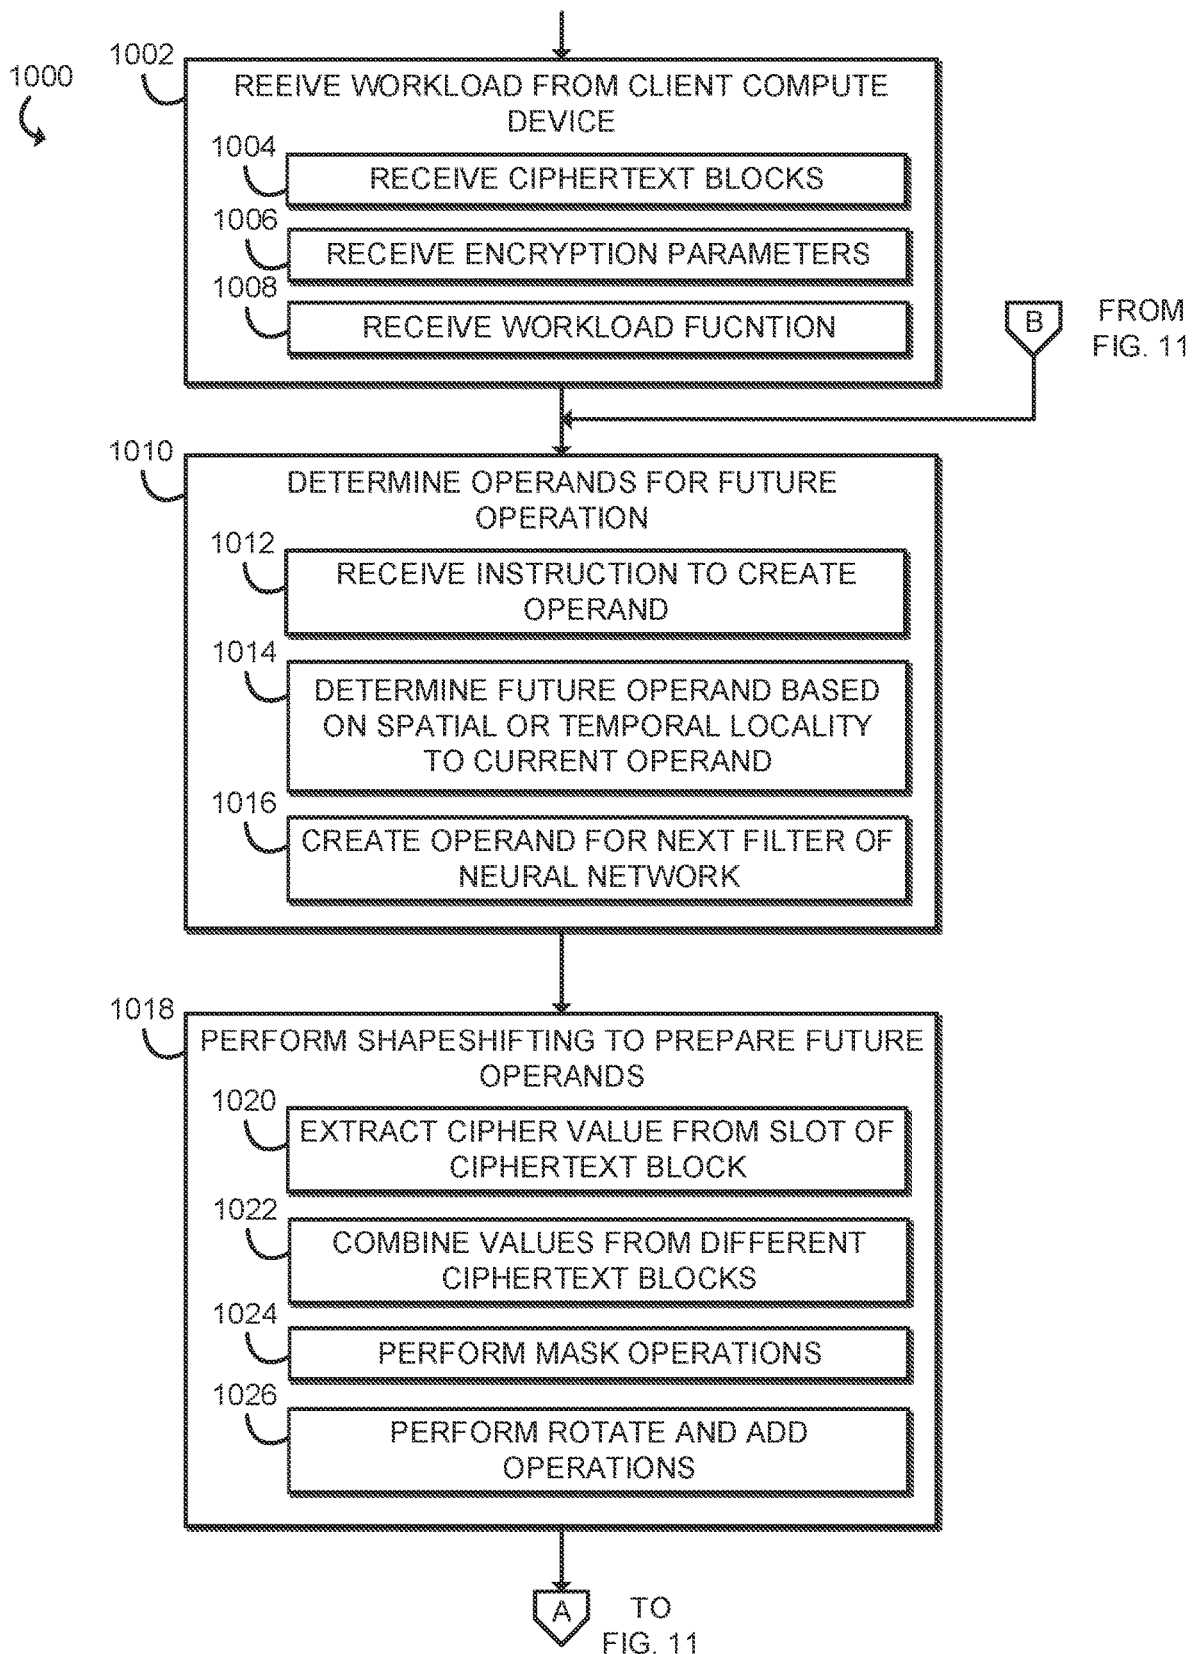 1000
1002
REEIVE WORKLOAD FROM CLIENT COMPUTE
DEVICE
1004
RECEIVE CIPHERTEXT BLOCKS
1006
RECEIVE ENCRYPTION PARAMETERS
1008
RECEIVE WORKLOAD FUCNTION
B
FROM
FIG. 11
1010
DETERMINE OPERANDS FOR FUTURE
OPERATION
1012
RECEIVE INSTRUCTION TO CREATE
OPERAND
1014
DETERMINE FUTURE OPERAND BASED
ON SPATIAL OR TEMPORAL LOCALITY
TO CURRENT OPERAND
1016
CREATE OPERAND FOR NEXT FILTER OF
NEURAL NETWORK
1018
PERFORM SHAPESHIFTING TO PREPARE FUTURE
OPERANDS
1020
EXTRACT CIPHER VALUE FROM SLOT OF
CIPHERTEXT BLOCK
1022
COMBINE VALUES FROM DIFFERENT
CIPHERTEXT BLOCKS
1024
PERFORM MASK OPERATIONS
1026
PERFORM ROTATE AND ADD
OPERATIONS
A
TO
FIG. 11